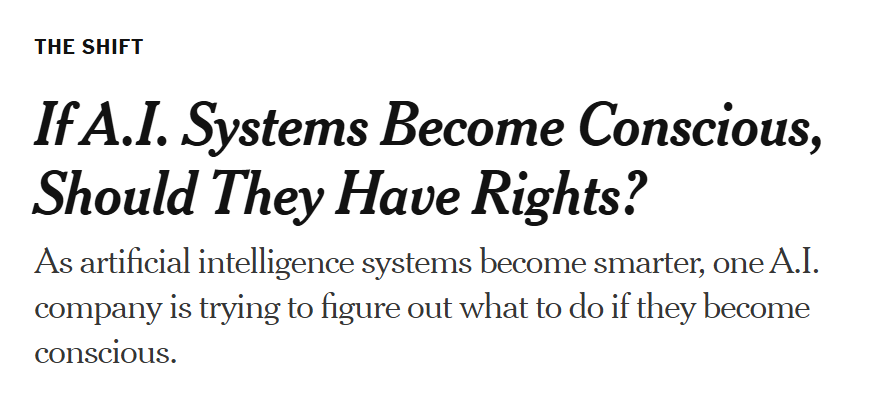 THE SHIFT
If A.I. Systems Become Conscious,
Should They Have Rights?
As artificial intelligence systems become smarter, one A.I.
company is trying to figure out what to do if they become
conscious.